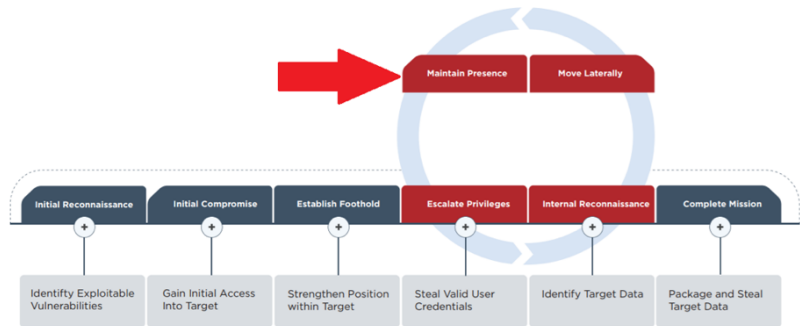 Maintain Presence
Move Laterally
Initial Reconnaissance
Initial Compromise
Establish Foothold
Escalate Privileges
Internal Reconnaissance
Complete Mission
Identifty Exploitable
Vulnerabilities
Gain Initial Access
Into Target
Strengthen Position
within Target
Steal Valid User
Credentials
Identify Target Data
Package and Steal
Target Data